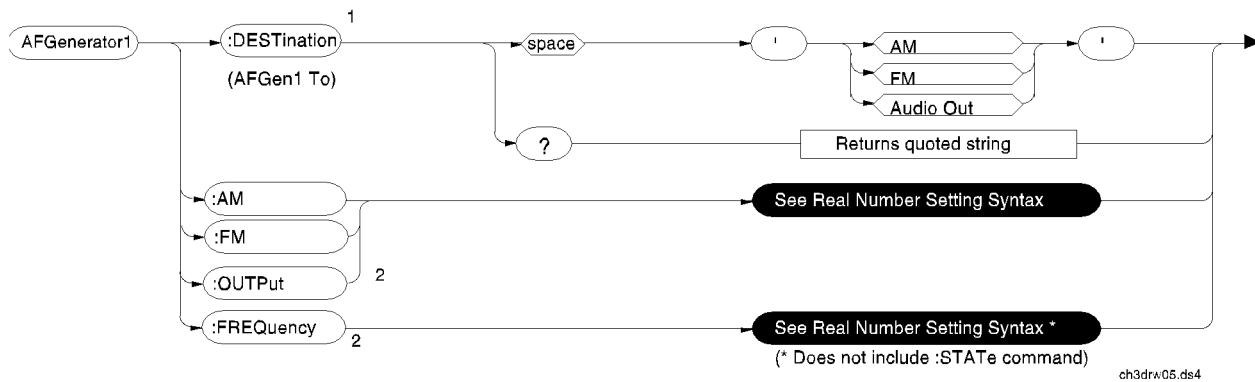 1
AFGenerator1 :DESTination space ' AM '
(AFGen1 To) FM
Audio Out
? Returns quoted string
:AM See Real Number Setting Syntax
:FM
:OUTPut 2
:FREQuency 2 See Real Number Setting Syntax *
(* Does not include :STATe command)
ch3drw05.ds4